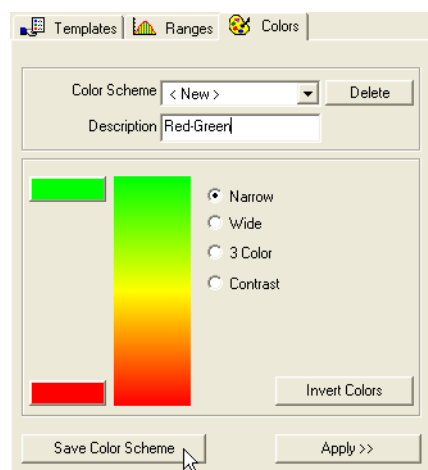 Templates Ranges Colors
Color Scheme < New > Delete
Description Red-Green
Narrow
Wide
3 Color
Contrast
Invert Colors
Save Color Scheme Apply >>